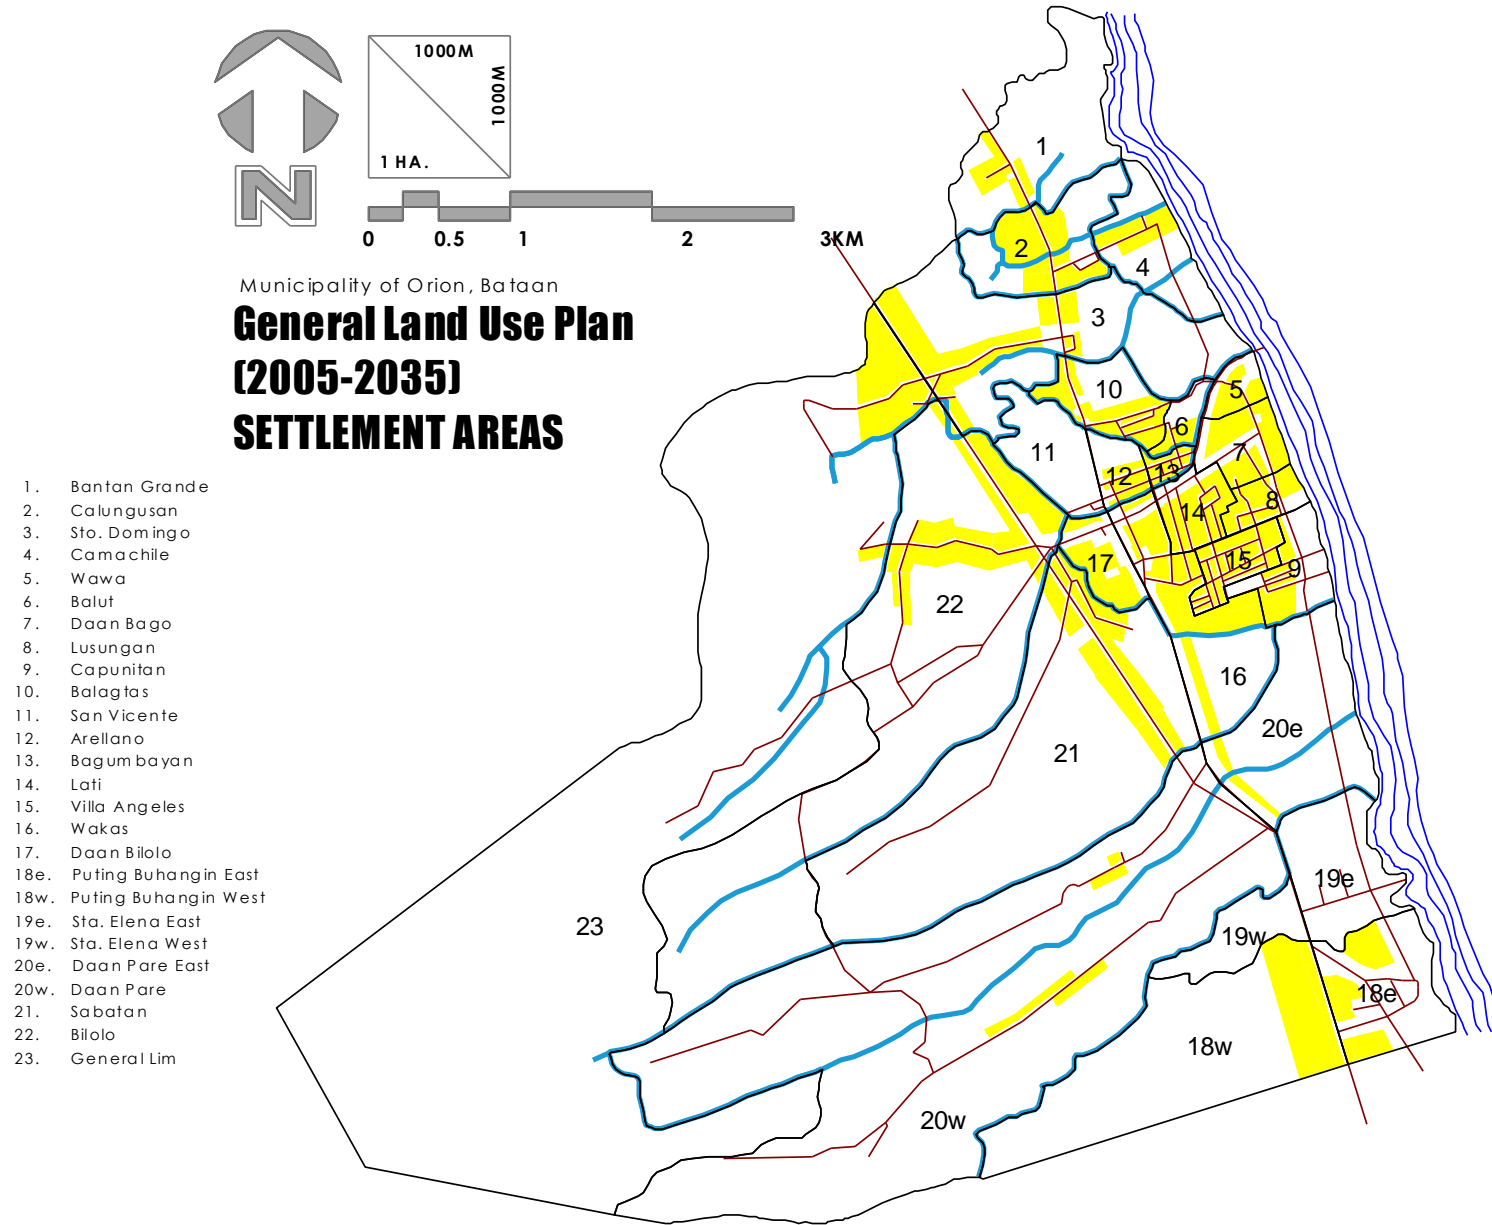 1000M
1000M
1 HA.
N
0 0.5 1 2 3KM
Municipality of Orion, Bataan
General Land Use Plan
(2005-2035)
SETTLEMENT AREAS
1. Bantan Grande
2. Calungusan
3. Sto. Domingo
4. Camachile
5. Wawa
6. Balut
7. Daan Bago
8. Lusungan
9. Capunitan
10. Balagtas
11. San Vicente
12. Arellano
13. Bagumbayan
14. Lati
15. Villa Angeles
16. Wakas
17. Daan Bilolo
18e. Puting Buhangin East
18w. Puting Buhangin West
19e. Sta. Elena East
19w. Sta. Elena West
20e. Daan Pare East
20w. Daan Pare
21. Sabatan
22. Bilolo
23. General Lim
1
2
4
3
10
5
6
11
7
12
13
8
14
15
9
17
22
16
20e
21
19e
23
19w
18e
18w
20w